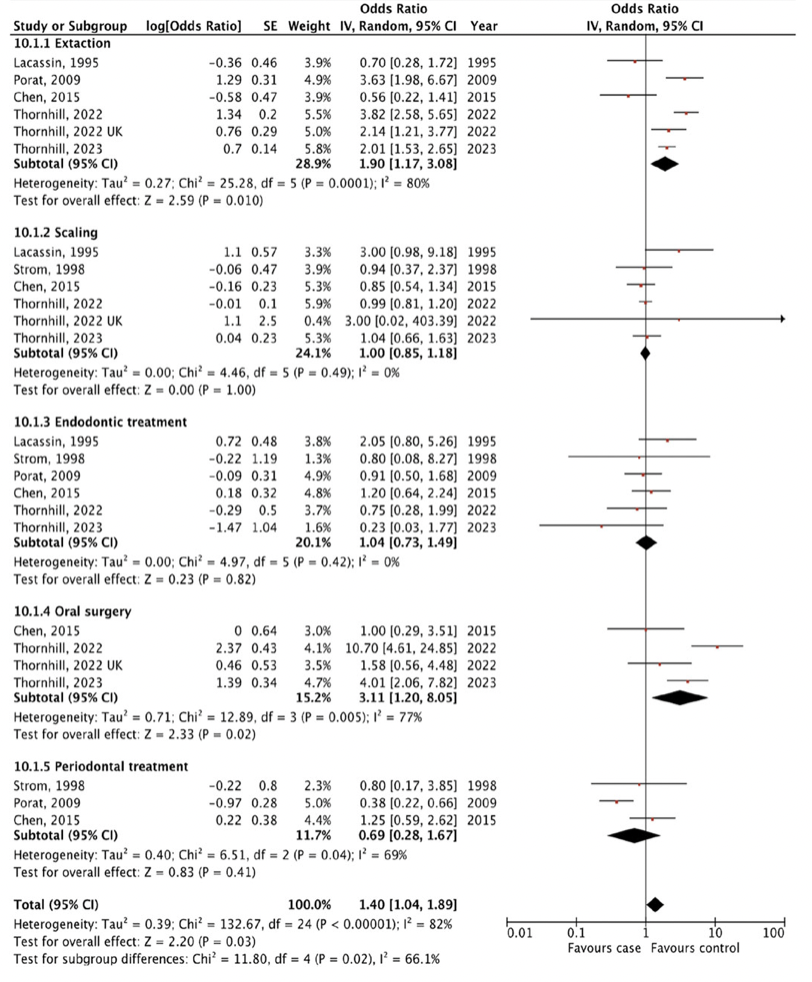 Odds Ratio Odds Ratio
Study or Subgroup log[Odds Ratio] SE Weight IV, Random, 95% CI Year IV, Random, 95% CI
10.1.1 Extaction
Lacassin, 1995 −0.36 0.46 3.9% 0.70 [0.28, 1.72] 1995
Porat, 2009 1.29 0.31 4.9% 3.63 [1.98, 6.67] 2009
Chen, 2015 −0.58 0.47 3.9% 0.56 [0.22, 1.41] 2015
Thornhill, 2022 1.34 0.2 5.5% 3.82 [2.58, 5.65] 2022
Thornhill, 2022 UK 0.76 0.29 5.0% 2.14 [1.21, 3.77] 2022
Thornhill, 2023 0.7 0.14 5.8% 2.01 [1.53, 2.65] 2023
Subtotal (95% CI) 28.9% 1.90 [1.17, 3.08]
Heterogeneity: Tau² = 0.27; Chi² = 25.28, df = 5 (P = 0.0001); I² = 80%
Test for overall effect: Z = 2.59 (P = 0.010)
10.1.2 Scaling
Lacassin, 1995 1.1 0.57 3.3% 3.00 [0.98, 9.18] 1995
Strom, 1998 −0.06 0.47 3.9% 0.94 [0.37, 2.37] 1998
Chen, 2015 −0.16 0.23 5.3% 0.85 [0.54, 1.34] 2015
Thornhill, 2022 −0.01 0.1 5.9% 0.99 [0.81, 1.20] 2022
Thornhill, 2022 UK 1.1 2.5 0.4% 3.00 [0.02, 403.39] 2022
Thornhill, 2023 0.04 0.23 5.3% 1.04 [0.66, 1.63] 2023
Subtotal (95% CI) 24.1% 1.00 [0.85, 1.18]
Heterogeneity: Tau² = 0.00; Chi² = 4.46, df = 5 (P = 0.49); I² = 0%
Test for overall effect: Z = 0.00 (P = 1.00)
10.1.3 Endodontic treatment
Lacassin, 1995 0.72 0.48 3.8% 2.05 [0.80, 5.26] 1995
Strom, 1998 −0.22 1.19 1.3% 0.80 [0.08, 8.27] 1998
Porat, 2009 −0.09 0.31 4.9% 0.91 [0.50, 1.68] 2009
Chen, 2015 0.18 0.32 4.8% 1.20 [0.64, 2.24] 2015
Thornhill, 2022 −0.29 0.5 3.7% 0.75 [0.28, 1.99] 2022
Thornhill, 2023 −1.47 1.04 1.6% 0.23 [0.03, 1.77] 2023
Subtotal (95% CI) 20.1% 1.04 [0.73, 1.49]
Heterogeneity: Tau² = 0.00; Chi² = 4.97, df = 5 (P = 0.42); I² = 0%
Test for overall effect: Z = 0.23 (P = 0.82)
10.1.4 Oral surgery
Chen, 2015 0 0.64 3.0% 1.00 [0.29, 3.51] 2015
Thornhill, 2022 2.37 0.43 4.1% 10.70 [4.61, 24.85] 2022
Thornhill, 2022 UK 0.46 0.53 3.5% 1.58 [0.56, 4.48] 2022
Thornhill, 2023 1.39 0.34 4.7% 4.01 [2.06, 7.82] 2023
Subtotal (95% CI) 15.2% 3.11 [1.20, 8.05]
Heterogeneity: Tau² = 0.71; Chi² = 12.89, df = 3 (P = 0.005); I² = 77%
Test for overall effect: Z = 2.33 (P = 0.02)
10.1.5 Periodontal treatment
Strom, 1998 −0.22 0.8 2.3% 0.80 [0.17, 3.85] 1998
Porat, 2009 −0.97 0.28 5.0% 0.38 [0.22, 0.66] 2009
Chen, 2015 0.22 0.38 4.4% 1.25 [0.59, 2.62] 2015
Subtotal (95% CI) 11.7% 0.69 [0.28, 1.67]
Heterogeneity: Tau² = 0.40; Chi² = 6.51, df = 2 (P = 0.04); I² = 69%
Test for overall effect: Z = 0.83 (P = 0.41)
Total (95% CI) 100.0% 1.40 [1.04, 1.89]
Heterogeneity: Tau² = 0.39; Chi² = 132.67, df = 24 (P < 0.00001); I² = 82%
Test for overall effect: Z = 2.20 (P = 0.03)
Test for subgroup differences: Chi² = 11.80, df = 4 (P = 0.02), I² = 66.1%
0.01 0.1 1 10 100
Favours case Favours control